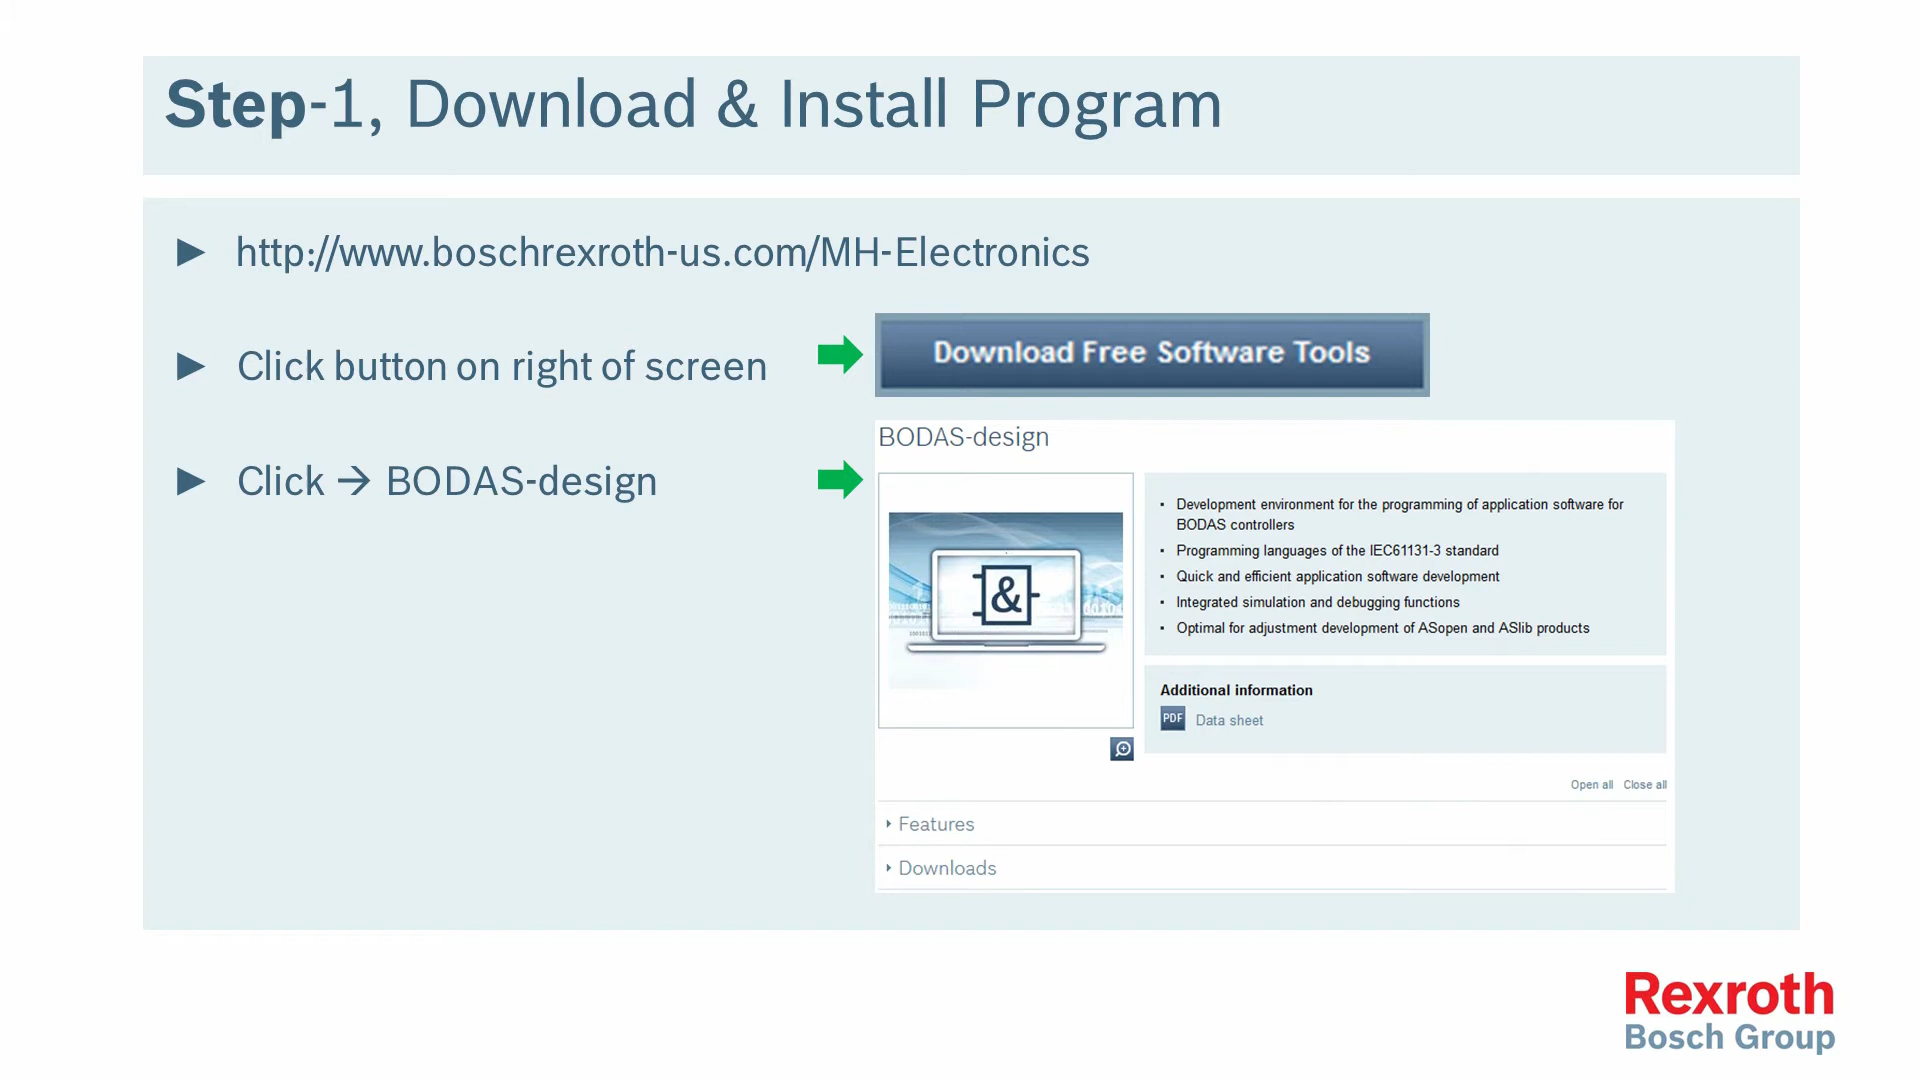 Step-1, Download & Install Program
► http://www.boschrexroth-us.com/MH-Electronics
► Click button on right of screen
Download Free Software Tools
► Click → BODAS-design
BODAS-design
&
▪ Development environment for the programming of application software for
BODAS controllers
▪ Programming languages of the IEC61131-3 standard
▪ Quick and efficient application software development
▪ Integrated simulation and debugging functions
▪ Optimal for adjustment development of ASopen and ASlib products
Additional information
PDF Data sheet
Open all Close all
Features
Downloads
Rexroth
Bosch Group